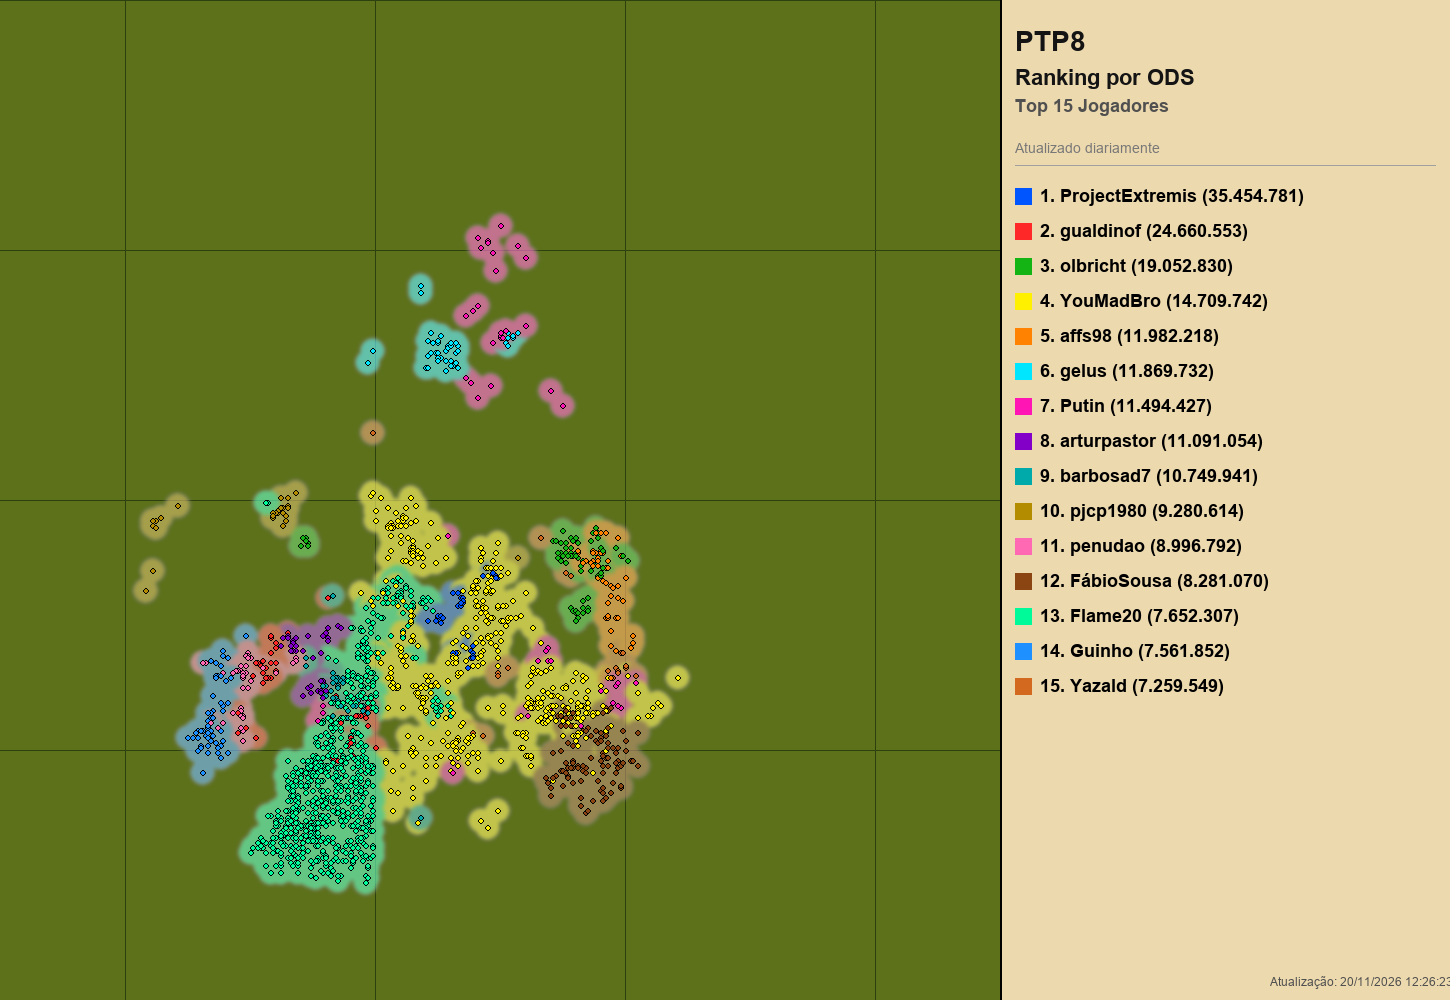 PTP8
Ranking por ODS
Top 15 Jogadores
Atualizado diariamente
1. ProjectExtremis (35.454.781)
2. gualdinof (24.660.553)
3. olbricht (19.052.830)
4. YouMadBro (14.709.742)
5. affs98 (11.982.218)
6. gelus (11.869.732)
7. Putin (11.494.427)
8. arturpastor (11.091.054)
9. barbosad7 (10.749.941)
10. pjcp1980 (9.280.614)
11. penudao (8.996.792)
12. FábioSousa (8.281.070)
13. Flame20 (7.652.307)
14. Guinho (7.561.852)
15. Yazald (7.259.549)
Atualização: 20/11/2026 12:26:23